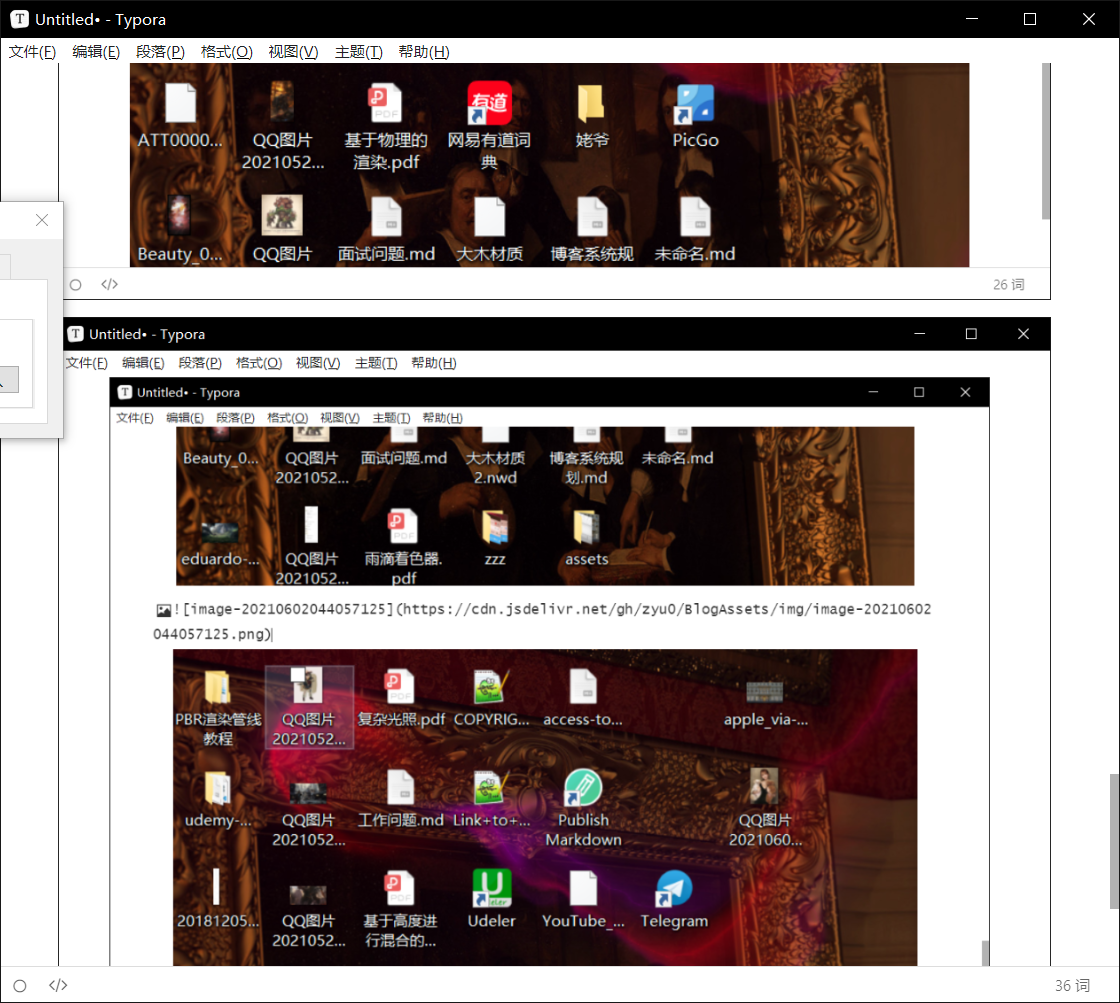 Untitled• - Typora
文件(F) 编辑(E) 段落(P) 格式(O) 视图(V) 主题(T) 帮助(H)
ATT0000... QQ图片 基于物理的 网易有道词 姥爷 PicGo
2021052... 渲染.pdf 典
Beauty_0... QQ图片 面试问题.md 大木材质 博客系统规 未命名.md
26 词
Untitled• - Typora
文件(F) 编辑(E) 段落(P) 格式(O) 视图(V) 主题(T) 帮助(H)
Untitled• - Typora
文件(F) 编辑(E) 段落(P) 格式(O) 视图(V) 主题(T) 帮助(H)
Beauty_0... QQ图片 面试问题.md 大木材质 博客系统规 未命名.md
2021052... 2.nwd 划.md
eduardo-... QQ图片 雨滴着色器. zzz assets
2021052... pdf
![image-20210602044057125](https://cdn.jsdelivr.net/gh/zyu0/BlogAssets/img/image-20210602
044057125.png)
PBR渲染管线 QQ图片 复杂光照.pdf COPYRIG... access-to... apple_via-...
教程 2021052...
udemy-... QQ图片 工作问题.md Link+to+... Publish QQ图片
2021052... Markdown 2021060...
20181205... QQ图片 基于高度进 Udeler YouTube_... Telegram
2021052... 行混合的...
36 词